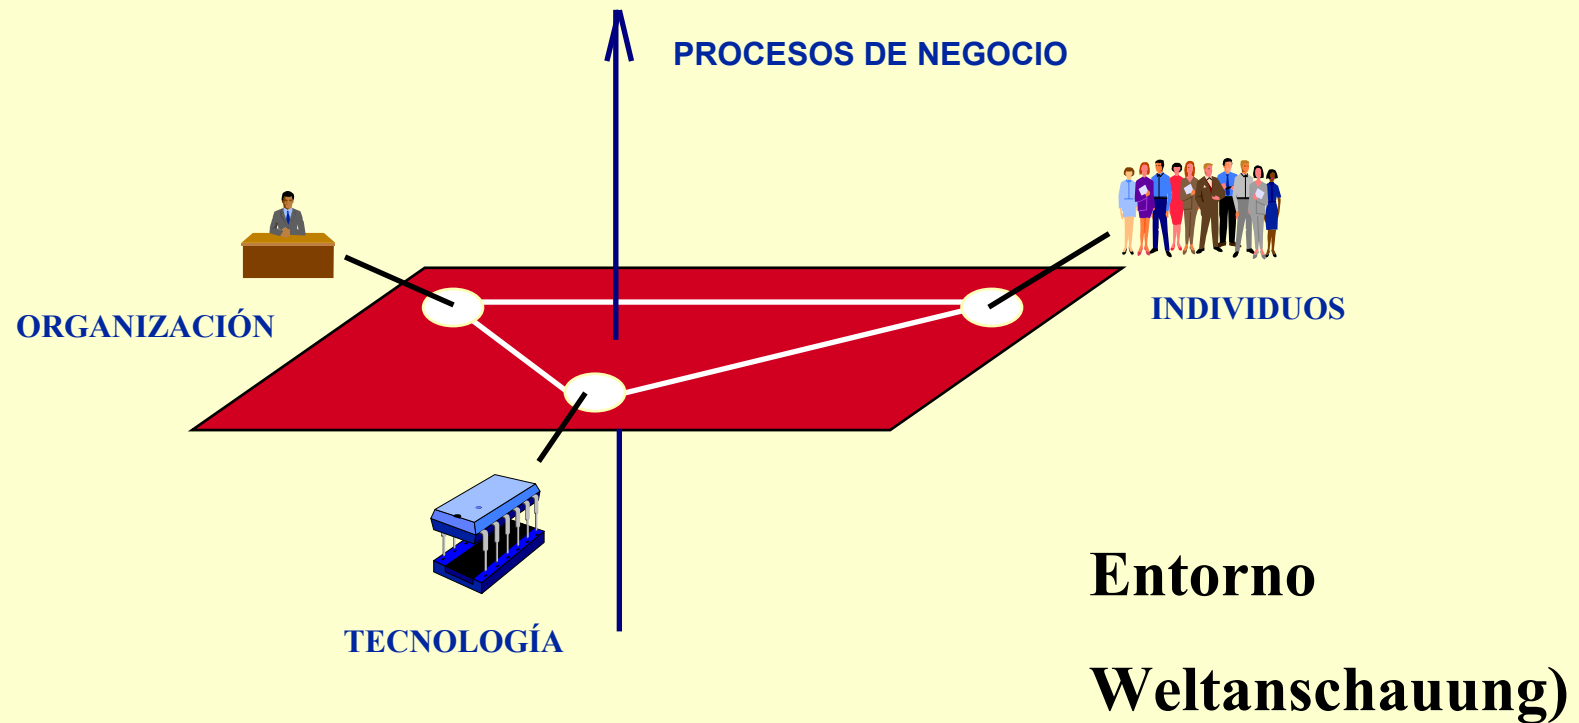 PROCESOS DE NEGOCIO
ORGANIZACIÓN
INDIVIDUOS
TECNOLOGÍA
Entorno
Weltanschauung)